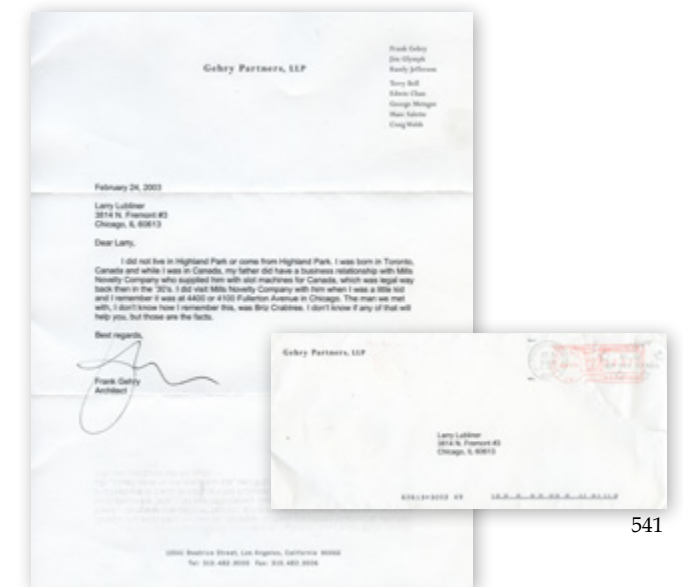 Gehry Partners, LLP
Frank Gehry
Jim Glymph
Randy Jefferson
Terry Bell
Edwin Chan
George Metzger
Marc Salette
Craig Webb
February 24, 2003
Larry Lubliner
3814 N. Fremont #3
Chicago, IL 60613
Dear Larry,
I did not live in Highland Park or come from Highland Park. I was born in Toronto,
Canada and while I was in Canada, my father did have a business relationship with Mills
Novelty Company who supplied him with slot machines for Canada, which was legal way
back then in the '30's. I did visit Mills Novelty Company with him when I was a little kid
and I remember it was at 4400 or 4100 Fullerton Avenue in Chicago. The man we met
with, I don't know how I remember this, was Briz Crabtree. I don't know if any of that will
help you, but those are the facts.
Best regards,
Frank Gehry
Architect
Beatrice Street, Los Angeles, California
Tel: 310.482.3000 Fax: 310.482.3006
Gehry Partners, LLP
Larry Lubliner
3814 N. Fremont #3
Chicago, IL 60613
541